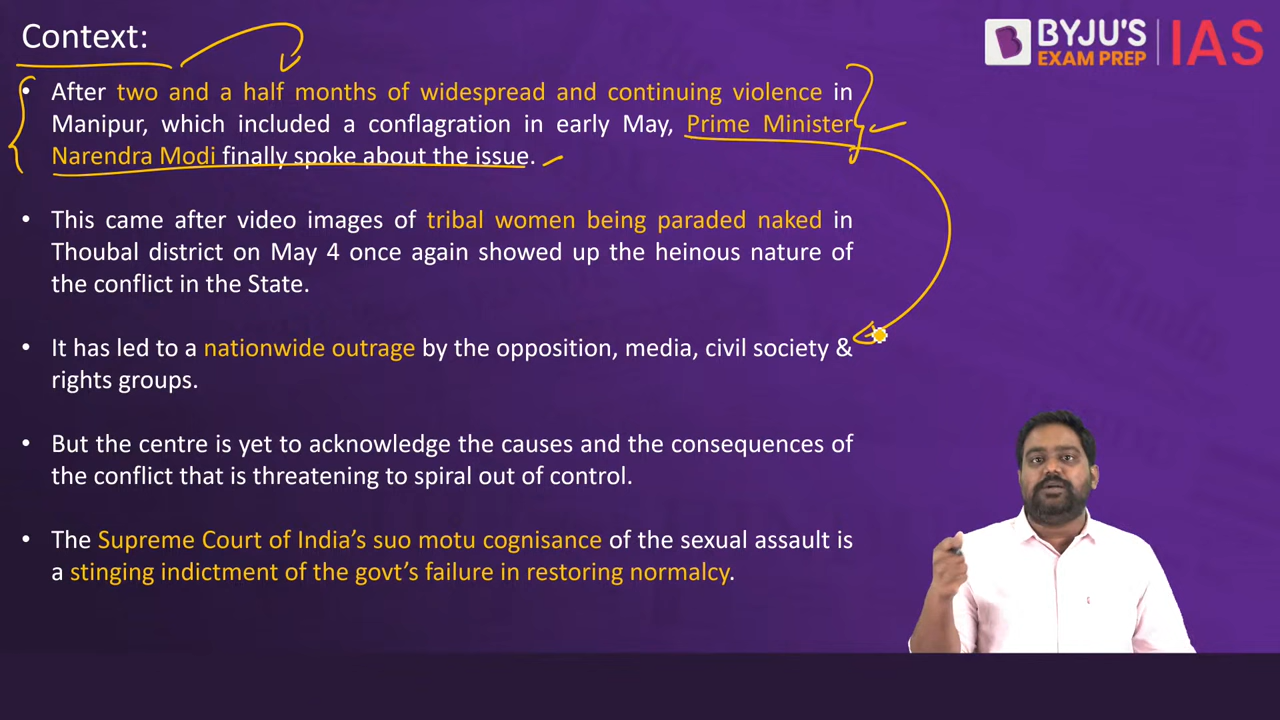 Context:
BYJU'S
EXAM PREP
IAS
• After two and a half months of widespread and continuing violence in
Manipur, which included a conflagration in early May, Prime Minister
Narendra Modi finally spoke about the issue.
• This came after video images of tribal women being paraded naked in
Thoubal district on May 4 once again showed up the heinous nature of
the conflict in the State.
• It has led to a nationwide outrage by the opposition, media, civil society &
rights groups.
• But the centre is yet to acknowledge the causes and the consequences of
the conflict that is threatening to spiral out of control.
• The Supreme Court of India's suo motu cognisance of the sexual assault is
a stinging indictment of the govt's failure in restoring normalcy.